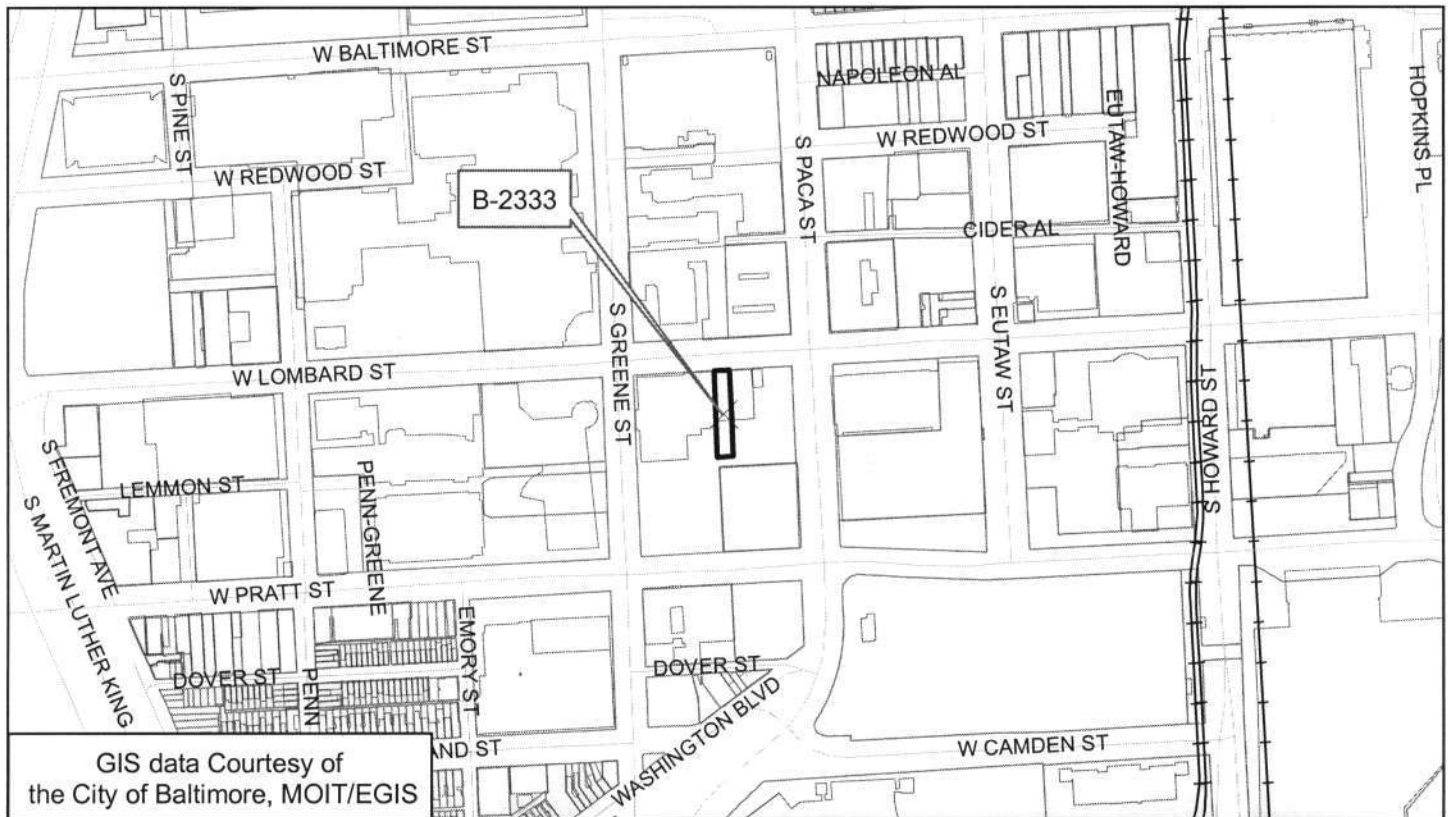 W BALTIMORE ST
NAPOLEON AL
HOPKINS PL
S PINE ST
EUTAW-HOWARD
W REDWOOD ST
S PACA ST
W REDWOOD ST
B-2333
CIDER AL
S GREENE ST
S EUTAW ST
W LOMBARD ST
S HOWARD ST
S FREMONT AVE
LEMMON ST
PENN-GREENE
S MARTIN LUTHER KING
W PRATT ST
EMORY ST
DOVER ST
PENN
DOVER ST
WASHINGTON BLVD
AND ST
W CAMDEN ST
GIS data Courtesy of
the City of Baltimore, MOIT/EGIS